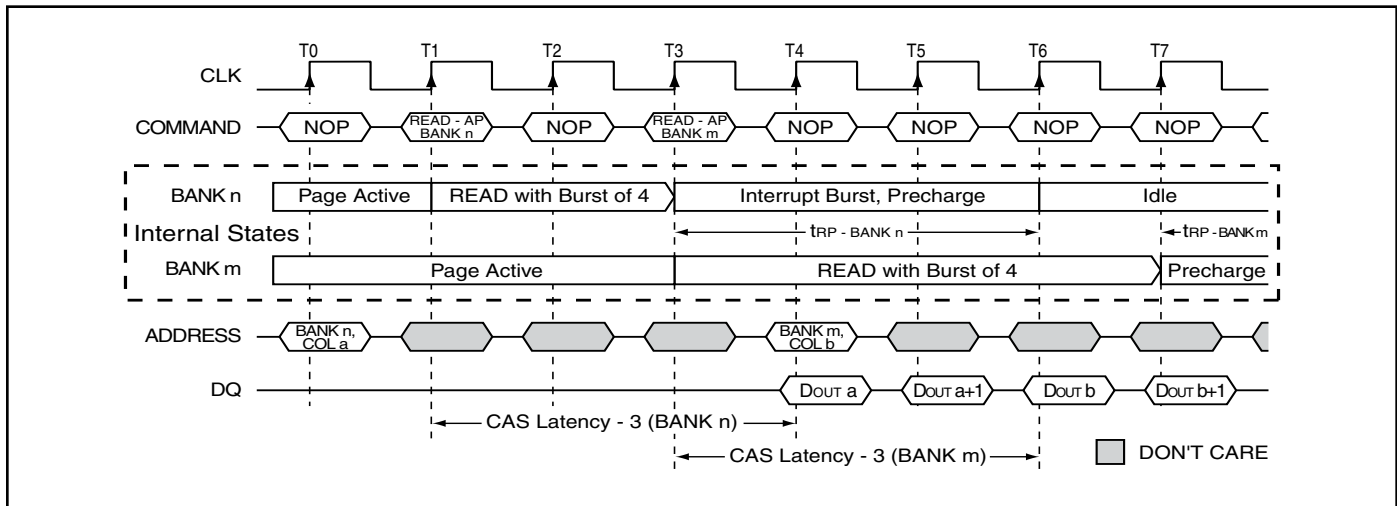 T0 T1 T2 T3 T4 T5 T6 T7
CLK
COMMAND NOP READ - AP BANK n NOP READ - AP BANK m NOP NOP NOP NOP
BANK n Page Active READ with Burst of 4 Interrupt Burst, Precharge Idle
Internal States tRP - BANK n tRP - BANK m
BANK m Page Active READ with Burst of 4 Precharge
ADDRESS BANK n, COL a BANK m, COL b
DQ DOUT a DOUT a+1 DOUT b DOUT b+1
CAS Latency - 3 (BANK n)
CAS Latency - 3 (BANK m) DON'T CARE